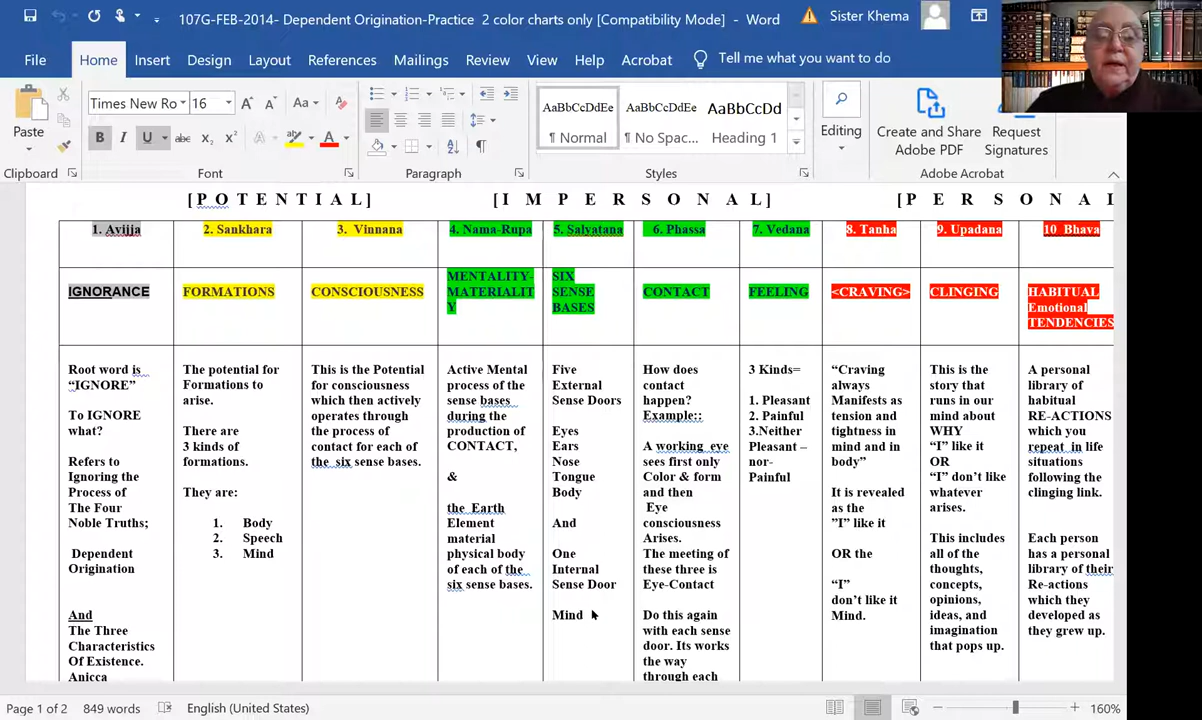 107G-FEB-2014- Dependent Origination-Practice 2 color charts only [Compatibility Mode] - Word
Sister Khema
File Home Insert Design Layout References Mailings Review View Help Acrobat Tell me what you want to do
Times New Ro 16
Paste
Clipboard
Font
Paragraph
AaBbCcDdEe
¶ Normal
AaBbCcDdEe
¶ No Spac...
AaBbCcDd
Heading 1
Styles
Editing
Create and Share
Adobe PDF
Request
Signatures
Adobe Acrobat
[P O T E N T I A L] [I M P E R S O N A L] [P E R S O N A L
1. Avijja
2. Sankhara
3. Vinnana
4. Nama-Rupa
5. Salyatana
6. Phassa
7. Vedana
8. Tanha
9. Upadana
10 Bhava
IGNORANCE
FORMATIONS
CONSCIOUSNESS
MENTALITY-
MATERIALIT
Y
SIX
SENSE
BASES
CONTACT
FEELING
<CRAVING>
CLINGING
HABITUAL
Emotional
TENDENCIES
Root word is
“IGNORE”
To IGNORE
what?
Refers to
Ignoring the
Process of
The Four
Noble Truths;
Dependent
Origination
And
The Three
Characteristics
Of Existence.
Anicca
The potential for
Formations to
arise.
There are
3 kinds of
formations.
They are:
1. Body
2. Speech
3. Mind
This is the Potential
for consciousness
which then actively
operates through
the process of
contact for each of
the six sense bases.
Active Mental
process of the
sense bases
during the
production of
CONTACT,
&
the Earth
Element
material
physical body
of each of the
six sense bases.
Five
External
Sense Doors
Eyes
Ears
Nose
Tongue
Body
And
One
Internal
Sense Door
Mind
How does
contact
happen?
Example::
A working eye
sees first only
Color & form
and then
Eye
consciousness
Arises.
The meeting of
these three is
Eye-Contact
Do this again
with each sense
door. Its works
the way
through each
3 Kinds=
1. Pleasant
2. Painful
3.Neither
Pleasant –
nor-
Painful
“Craving
always
Manifests as
tension and
tightness in
mind and in
body”
It is revealed
as the
”I” like it
OR the
“I”
don’t like it
Mind.
This is the
story that
runs in our
mind about
WHY
“I” like it
OR
“I” don’t like
whatever
arises.
This includes
all of the
thoughts,
concepts,
opinions,
ideas, and
imagination
that pops up.
A personal
library of
habitual
RE-ACTIONS
which you
repeat in life
situations
following the
clinging link.
Each person
has a personal
library of their
Re-actions
which they
developed as
they grew up.
Page 1 of 2 849 words English (United States) 160%